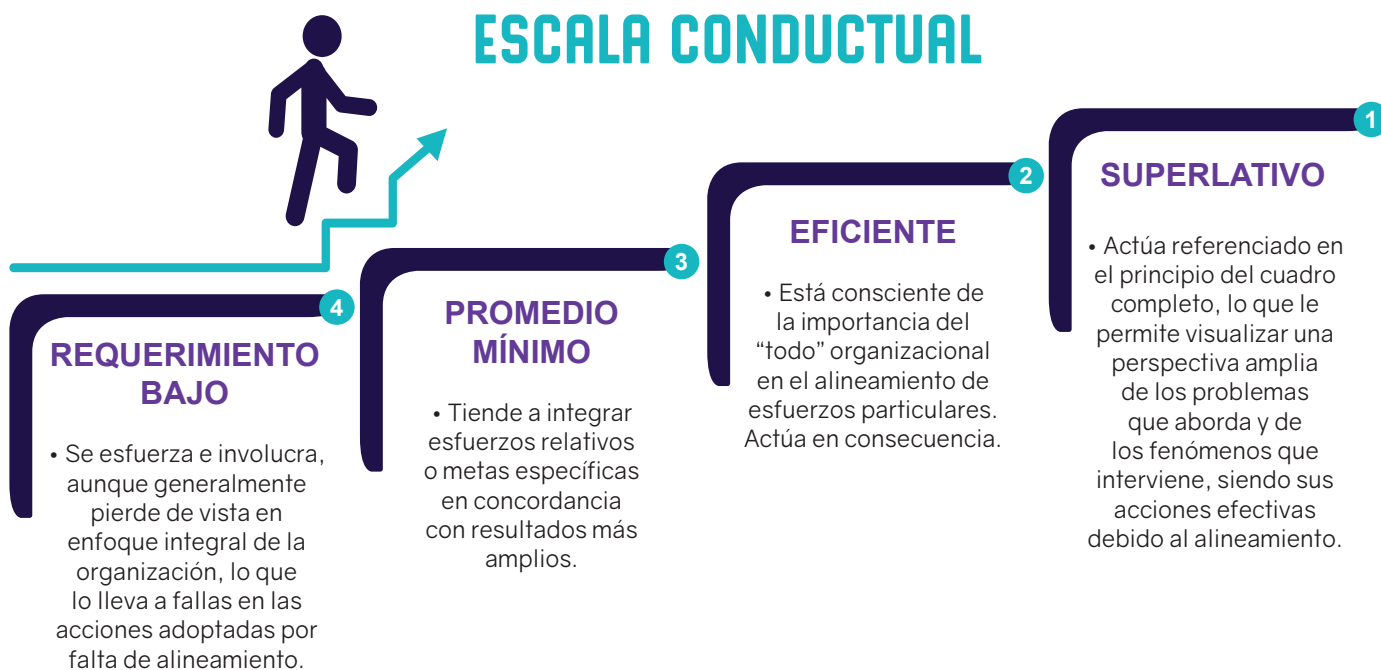 ESCALA CONDUCTUAL
4
REQUERIMIENTO
BAJO
• Se esfuerza e involucra,
aunque generalmente
pierde de vista en
enfoque integral de la
organización, lo que
lo lleva a fallas en las
acciones adoptadas por
falta de alineamiento.
3
PROMEDIO
MÍNIMO
• Tiende a integrar
esfuerzos relativos
o metas específicas
en concordancia
con resultados más
amplios.
2
EFICIENTE
• Está consciente de
la importancia del
“todo” organizacional
en el alineamiento de
esfuerzos particulares.
Actúa en consecuencia.
1
SUPERLATIVO
• Actúa referenciado en
el principio del cuadro
completo, lo que le
permite visualizar una
perspectiva amplia
de los problemas
que aborda y de
los fenómenos que
interviene, siendo sus
acciones efectivas
debido al alineamiento.